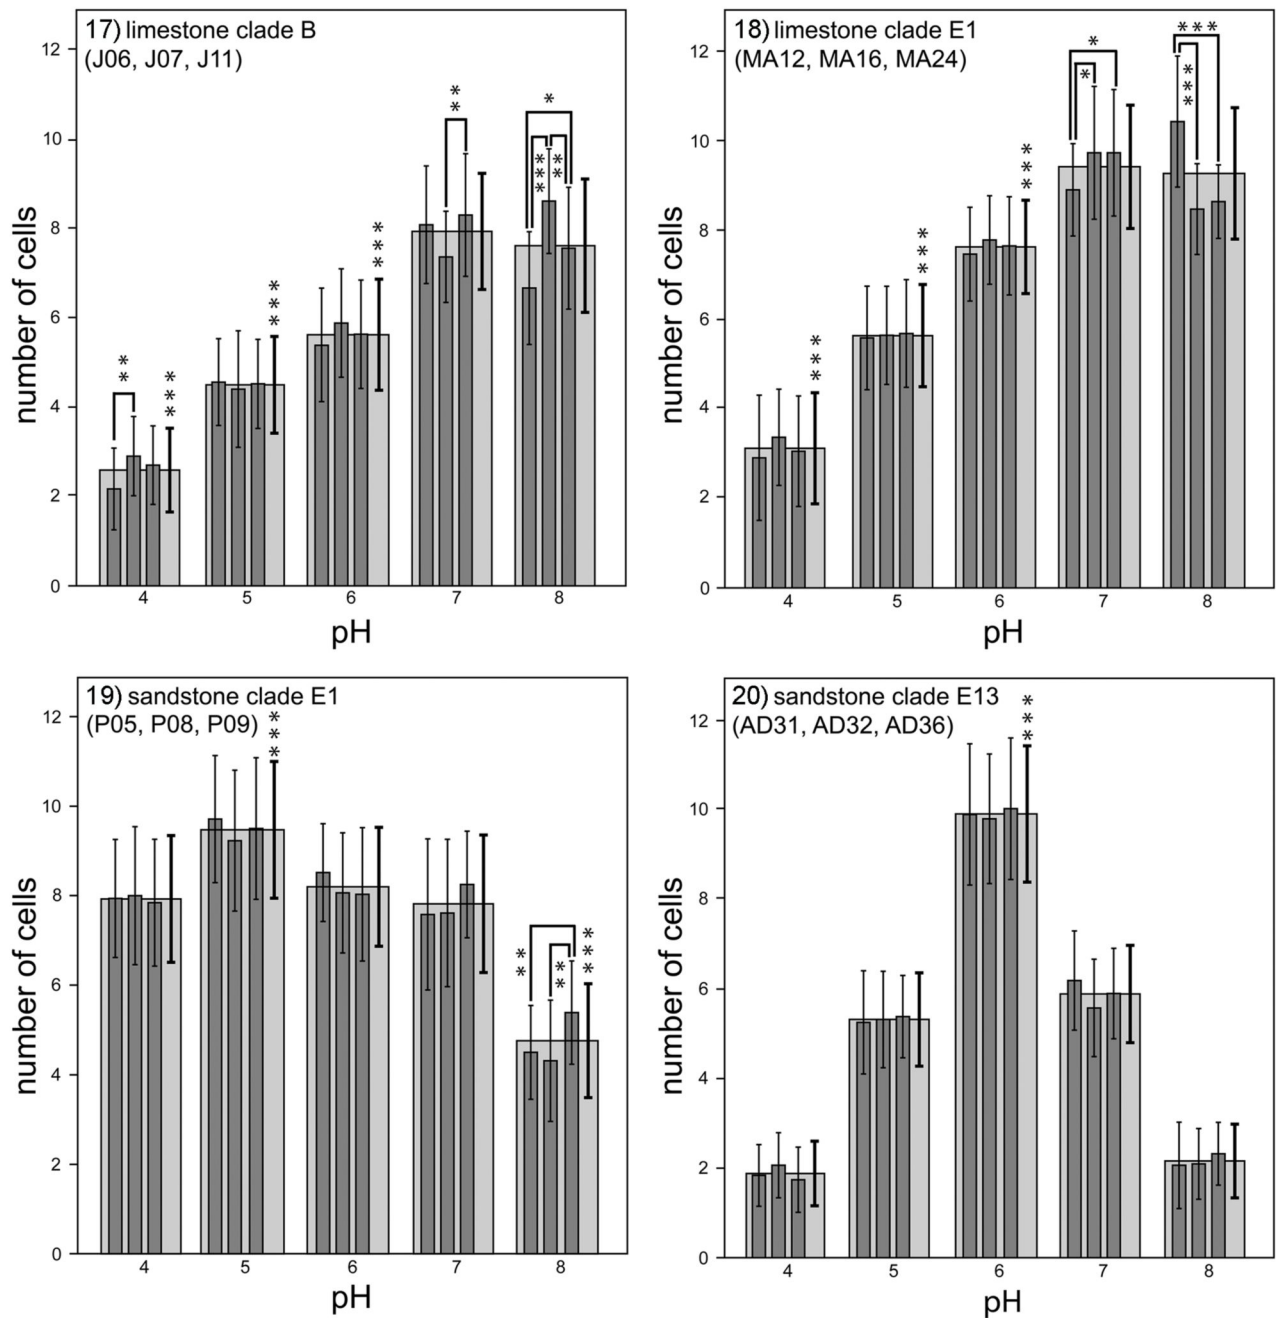 17) limestone clade B
(J06, J07, J11)
number of cells
12
10
8
6
4
2
0
** *** *** *** ** *** ** *
4 5 6 7 8
pH
18) limestone clade E1
(MA12, MA16, MA24)
number of cells
12
10
8
6
4
2
0
*** *** *** * * *** ***
4 5 6 7 8
pH
19) sandstone clade E1
(P05, P08, P09)
number of cells
12
10
8
6
4
2
0
*** ** ** ***
4 5 6 7 8
pH
20) sandstone clade E13
(AD31, AD32, AD36)
number of cells
12
10
8
6
4
2
0
***
4 5 6 7 8
pH